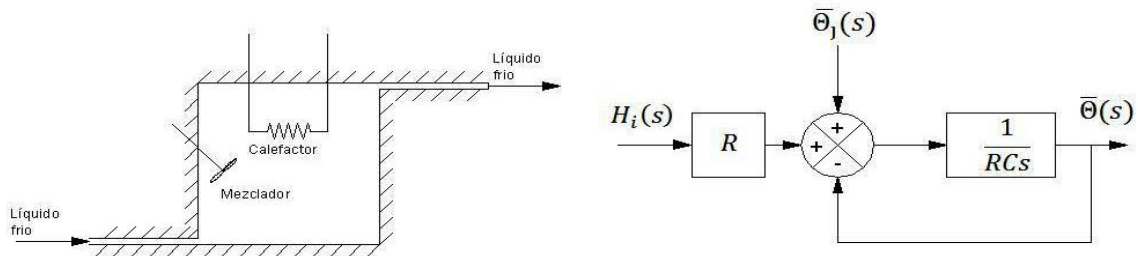 Líquido
frio
Calefactor
Mezclador
Líquido
frio
Θ̅ȷ(s)
Hᵢ(s)
R
+
+
-
1
RCs
Θ̅(s)